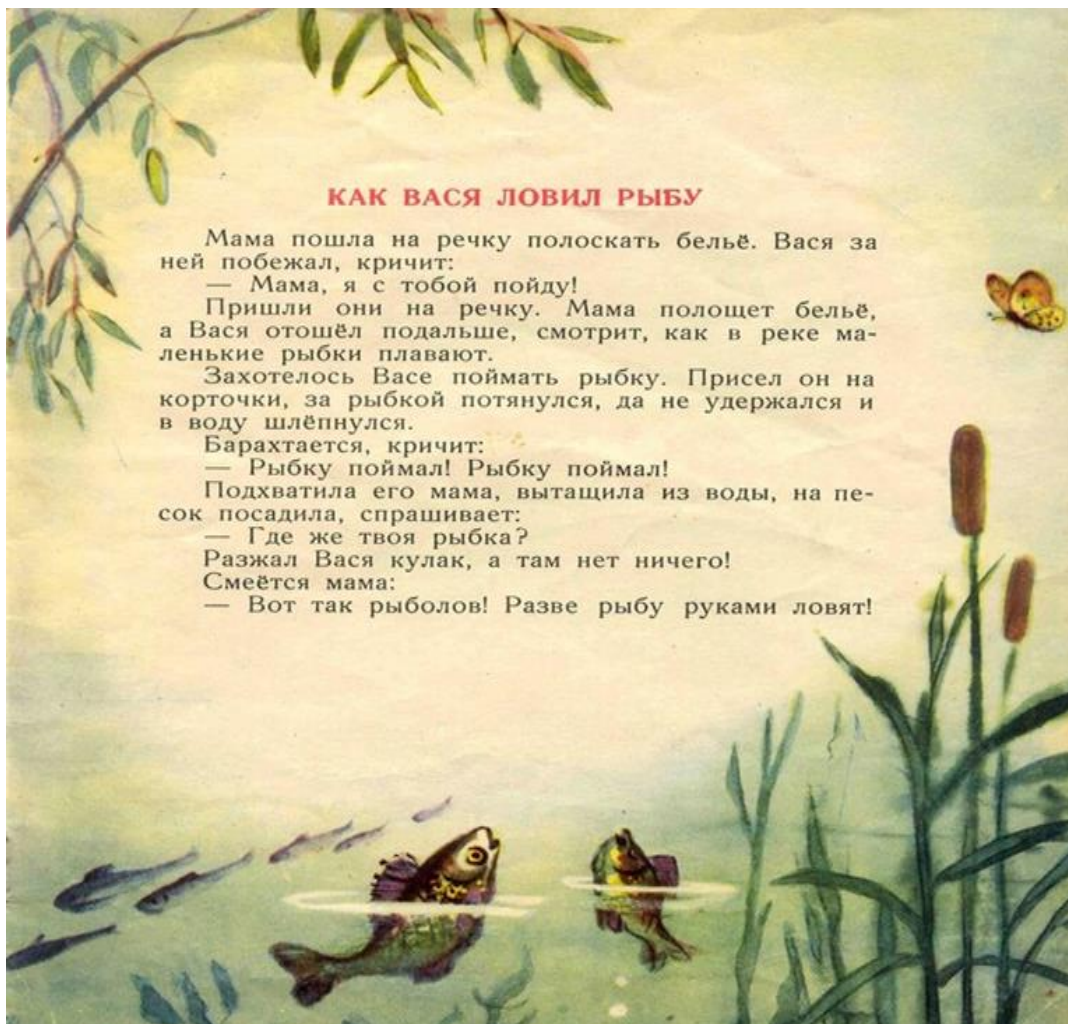 КАК ВАСЯ ЛОВИЛ РЫБУ
Мама пошла на речку полоскать бельё. Вася за
ней побежал, кричит:
— Мама, я с тобой пойду!
Пришли они на речку. Мама полощет бельё,
а Вася отошёл подальше, смотрит, как в реке ма-
ленькие рыбки плавают.
Захотелось Васе поймать рыбку. Присел он на
корточки, за рыбкой потянулся, да не удержался и
в воду шлёпнулся.
Барахтается, кричит:
— Рыбку поймал! Рыбку поймал!
Подхватила его мама, вытащила из воды, на пе-
сок посадила, спрашивает:
— Где же твоя рыбка?
Разжал Вася кулак, а там нет ничего!
Смеётся мама:
— Вот так рыболов! Разве рыбу руками ловят!